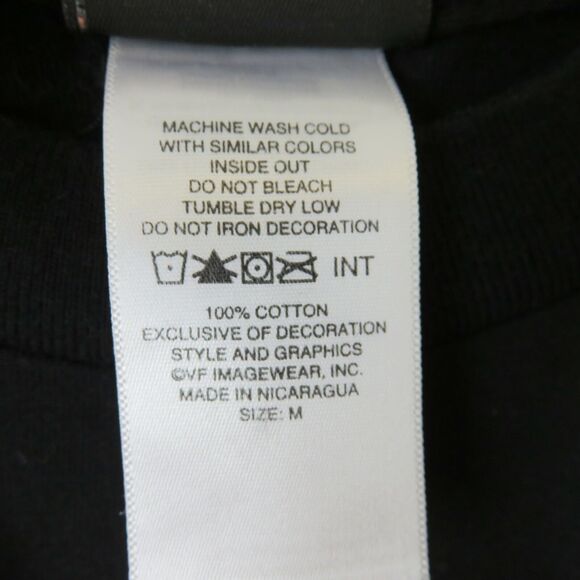 MACHINE WASH COLD
WITH SIMILAR COLORS
INSIDE OUT
DO NOT BLEACH
TUMBLE DRY LOW
DO NOT IRON DECORATION
INT
100% COTTON
EXCLUSIVE OF DECORATION
STYLE AND GRAPHICS
©VF IMAGEWEAR, INC.
MADE IN NICARAGUA
SIZE: M